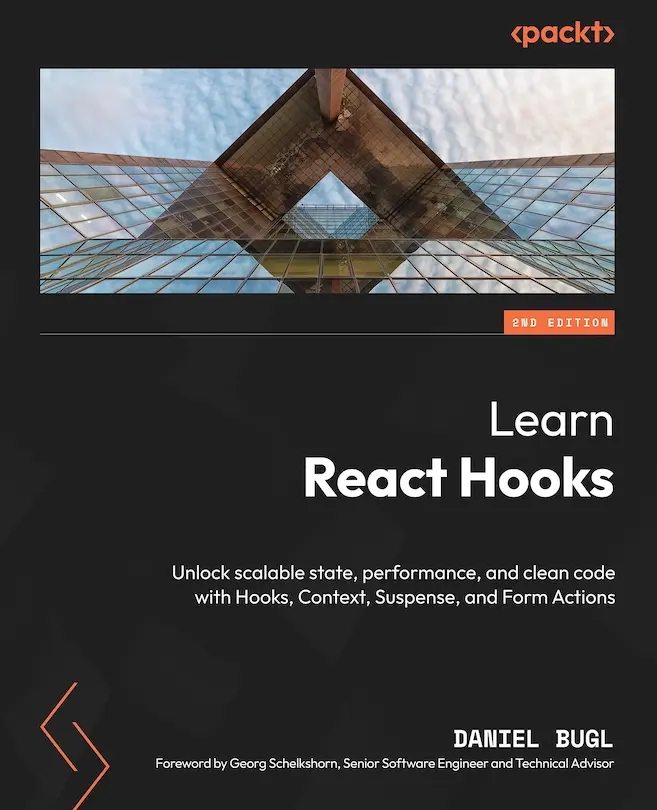 <packt>
2ND EDITION
Learn
React Hooks
Unlock scalable state, performance, and clean code
with Hooks, Context, Suspense, and Form Actions
DANIEL BUGL
Foreword by Georg Schelkshorn, Senior Software Engineer and Technical Advisor